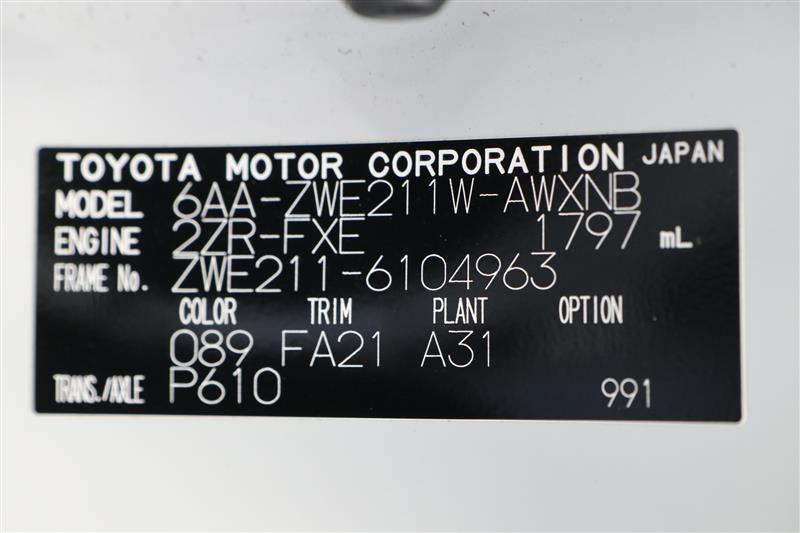 TOYOTA MOTOR CORPORATION JAPAN
MODEL 6AA-ZWE211W-AWXNB
ENGINE 2ZR-FXE 1797 mL
FRAME No. ZWE211-6104963
COLOR TRIM PLANT OPTION
089 FA21 A31
TRANS./AXLE P610 991